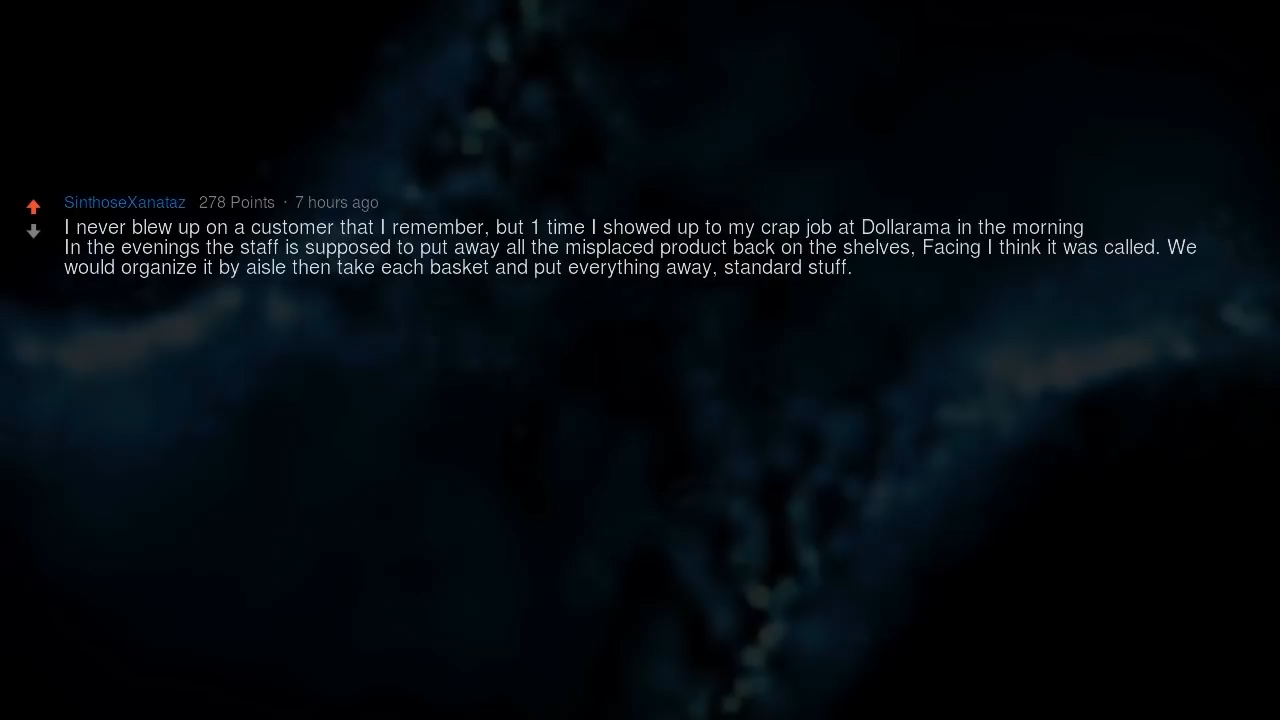 SinthoseXanataz 278 Points · 7 hours ago
I never blew up on a customer that I remember, but 1 time I showed up to my crap job at Dollarama in the morning
In the evenings the staff is supposed to put away all the misplaced product back on the shelves, Facing I think it was called. We
would organize it by aisle then take each basket and put everything away, standard stuff.